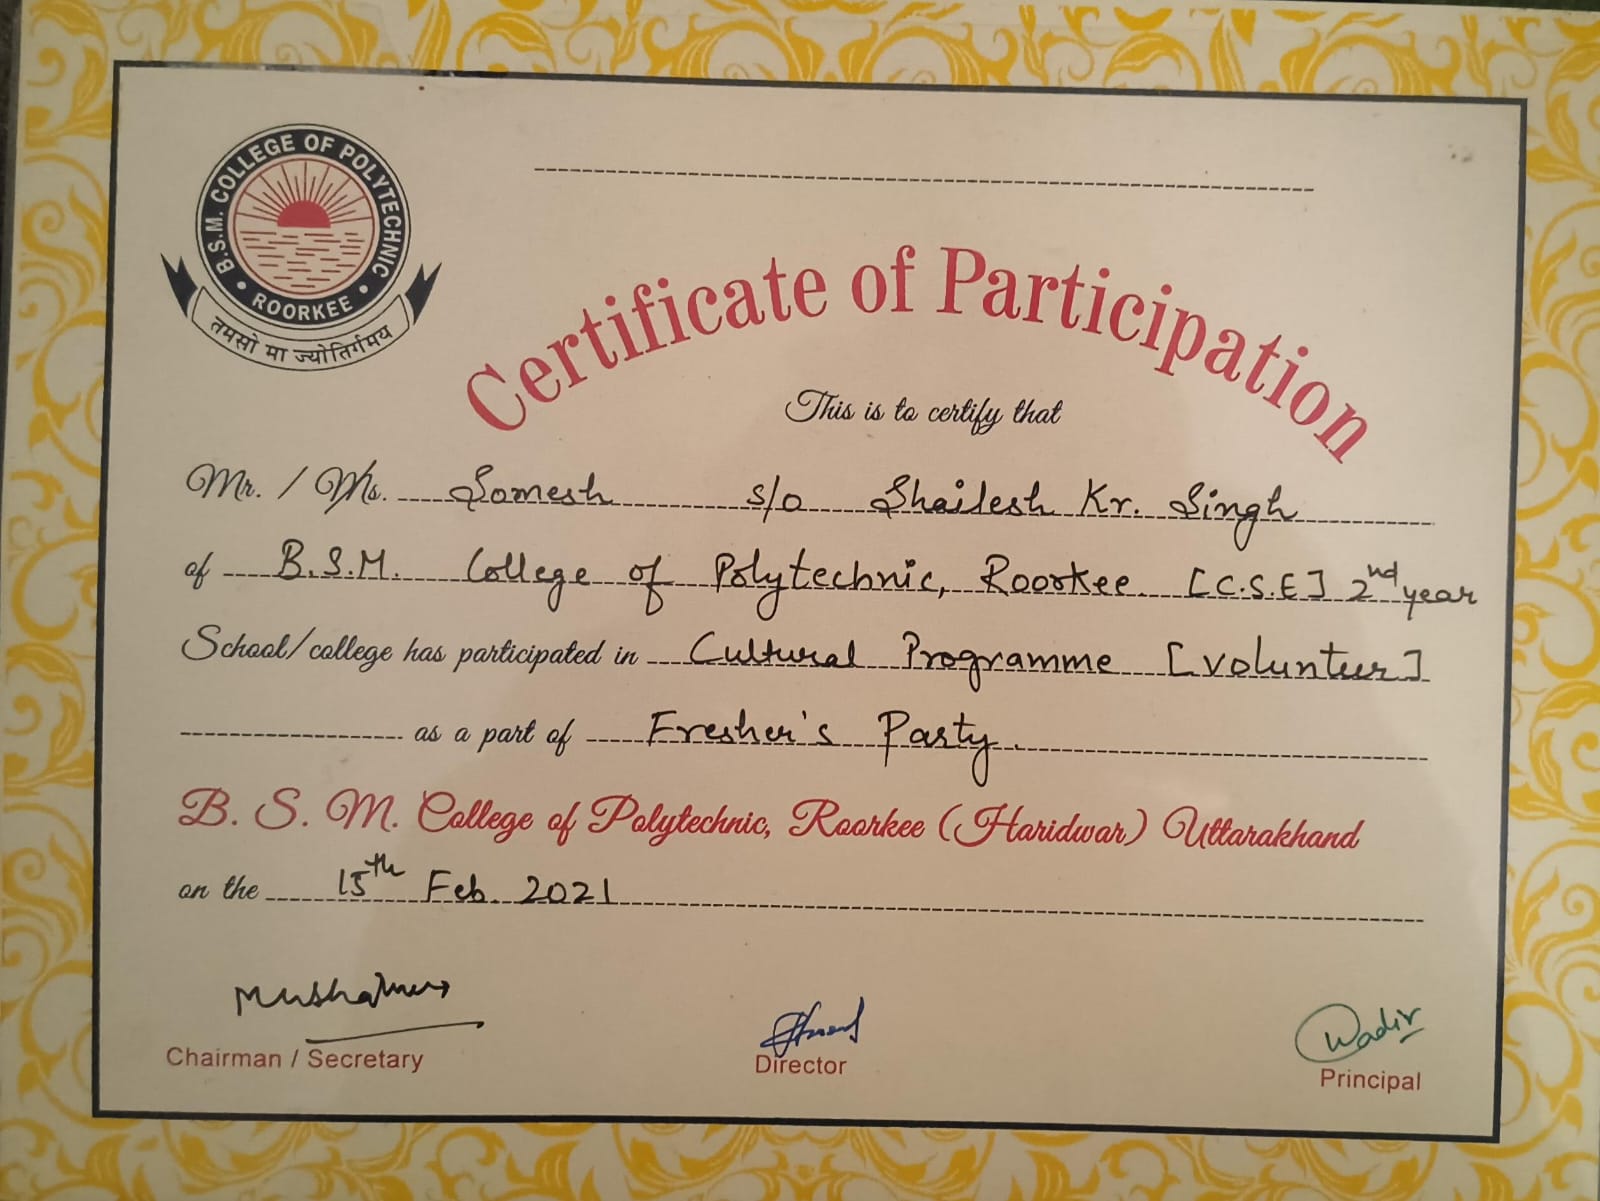 B.S.M. COLLEGE OF POLYTECHNIC
ROORKEE
तमसो मा ज्योतिर्गमय
Certificate of Participation
This is to certify that
Mr. / Ms. Somesh s/o Shailesh Kr. Singh
of B.S.M. College of Polytechnic, Roorkee [C.S.E] 2nd year
School/college has participated in Cultural Programme [Volunteer]
as a part of Fresher's Party.
B. S. M. College of Polytechnic, Roorkee (Haridwar) Uttarakhand
on the 15th Feb. 2021
Chairman / Secretary
Director
Principal